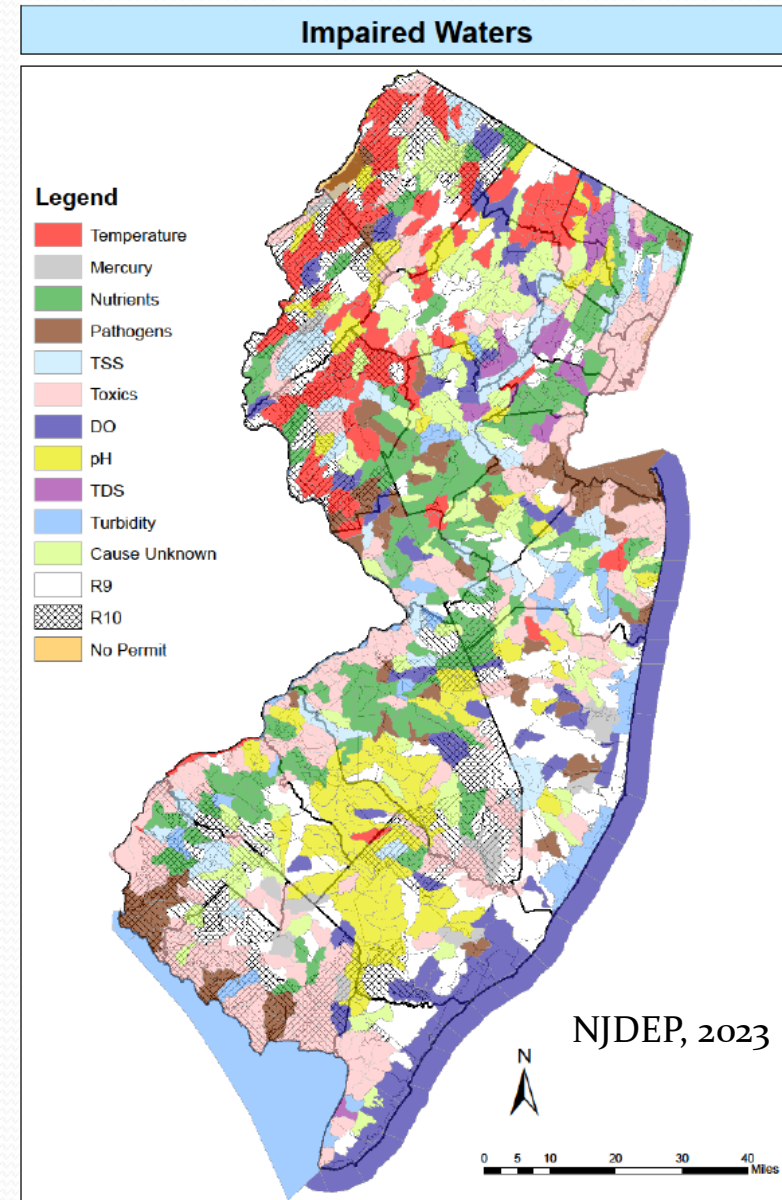 Impaired Waters
Legend
Temperature
Mercury
Nutrients
Pathogens
TSS
Toxics
DO
pH
TDS
Turbidity
Cause Unknown
R9
R10
No Permit
NJDEP, 2023
N
0 5 10 20 30 40
Miles